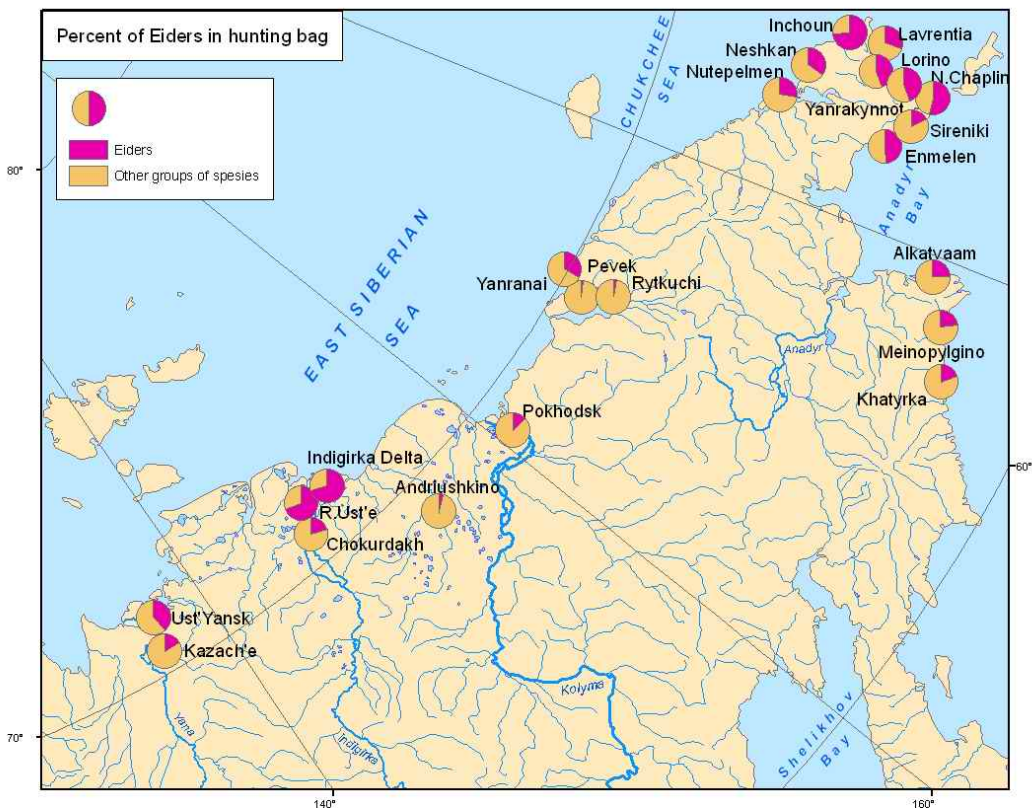 Percent of Eiders in hunting bag
Eiders
Other groups of spesies
Inchoun
Lavrentia
Neshkan
Lorino
Nutepelmen
N.Chaplin
Yanrakynnot
Sireniki
Enmelen
CHUKCHEE
SEA
Anadyr
Bay
80°
EAST SIBERIAN
SEA
Alkatvaam
Yanranai
Pevek
Rytkuchi
Anadyr
Meinopylgino
Khatyrka
Pokhodsk
Indigirka Delta
Andriushkino
60°
R.Ust'e
Chokurdakh
Ust'Yansk
Kazach'e
Kolyma
Yana
Indigirka
Shelikhov
Bay
70°
140°
160°